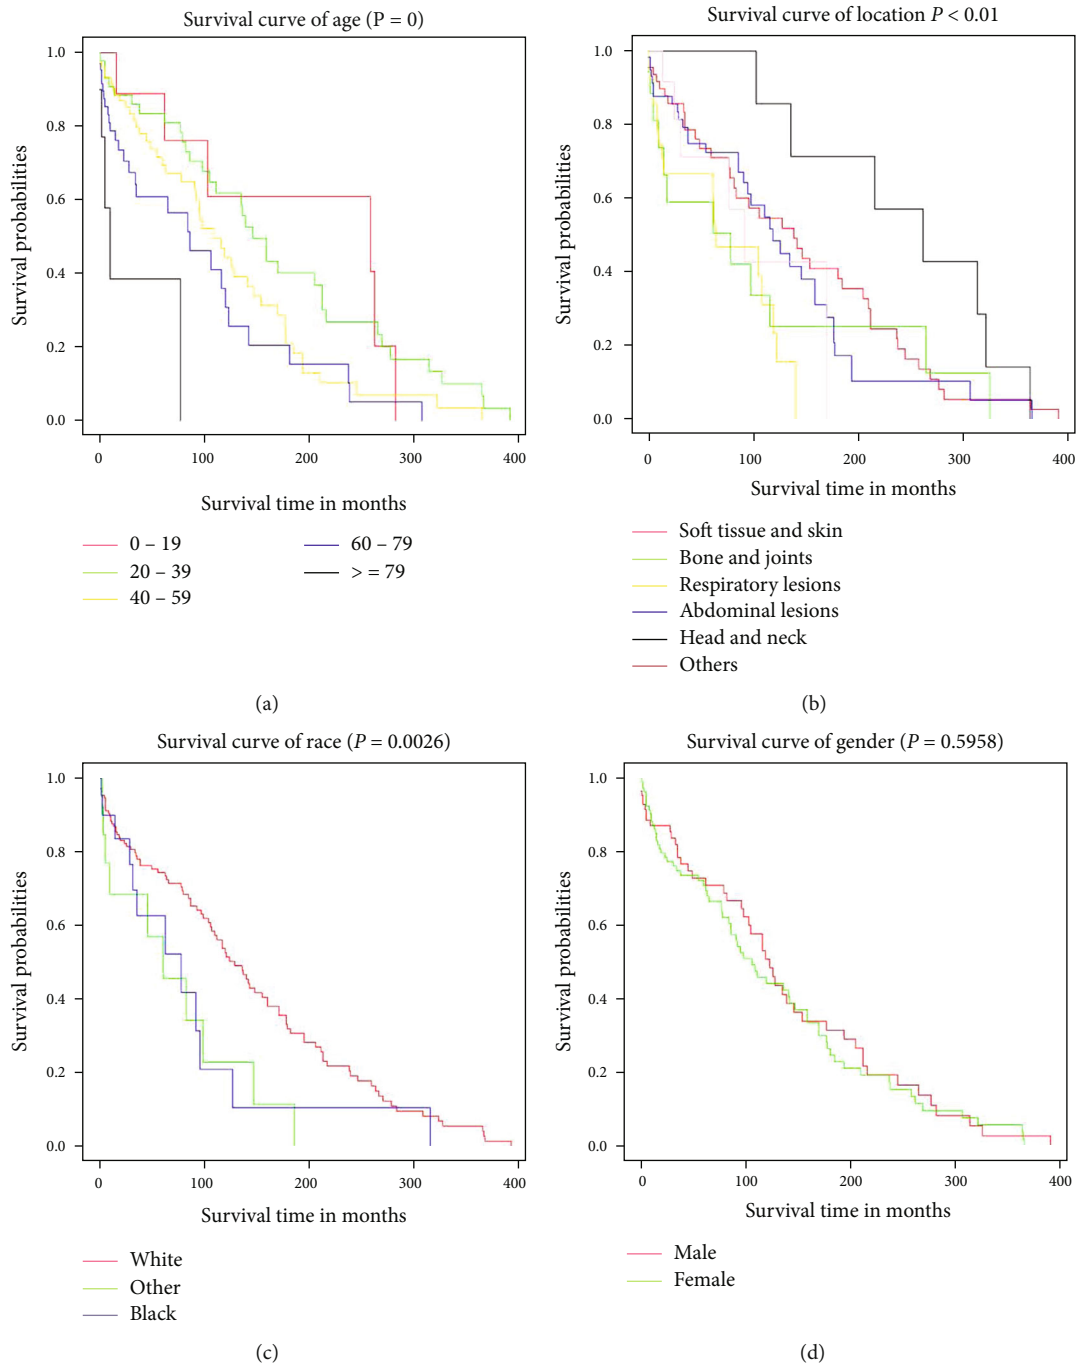 Survival curve of age (P = 0)
Survival probabilities
1.0
0.8
0.6
0.4
0.2
0.0
0 100 200 300 400
Survival time in months
0 – 19
20 – 39
40 – 59
60 – 79
> = 79
(a)
Survival curve of location P < 0.01
Survival probabilities
1.0
0.8
0.6
0.4
0.2
0.0
0 100 200 300 400
Survival time in months
Soft tissue and skin
Bone and joints
Respiratory lesions
Abdominal lesions
Head and neck
Others
(b)
Survival curve of race (P = 0.0026)
Survival probabilities
1.0
0.8
0.6
0.4
0.2
0.0
0 100 200 300 400
Survival time in months
White
Other
Black
(c)
Survival curve of gender (P = 0.5958)
Survival probabilities
1.0
0.8
0.6
0.4
0.2
0.0
0 100 200 300 400
Survival time in months
Male
Female
(d)